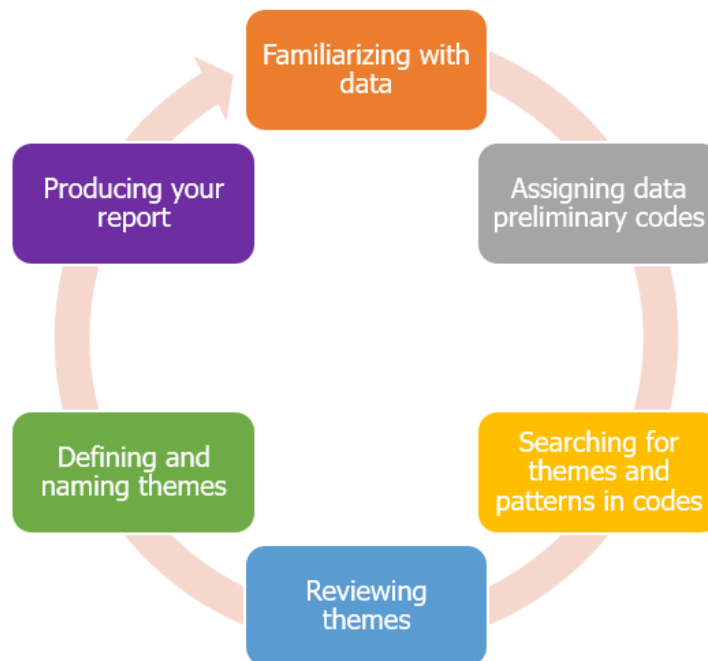 Familiarizing with
data
Assigning data
preliminary codes
Searching for
themes and
patterns in codes
Reviewing
themes
Defining and
naming themes
Producing your
report